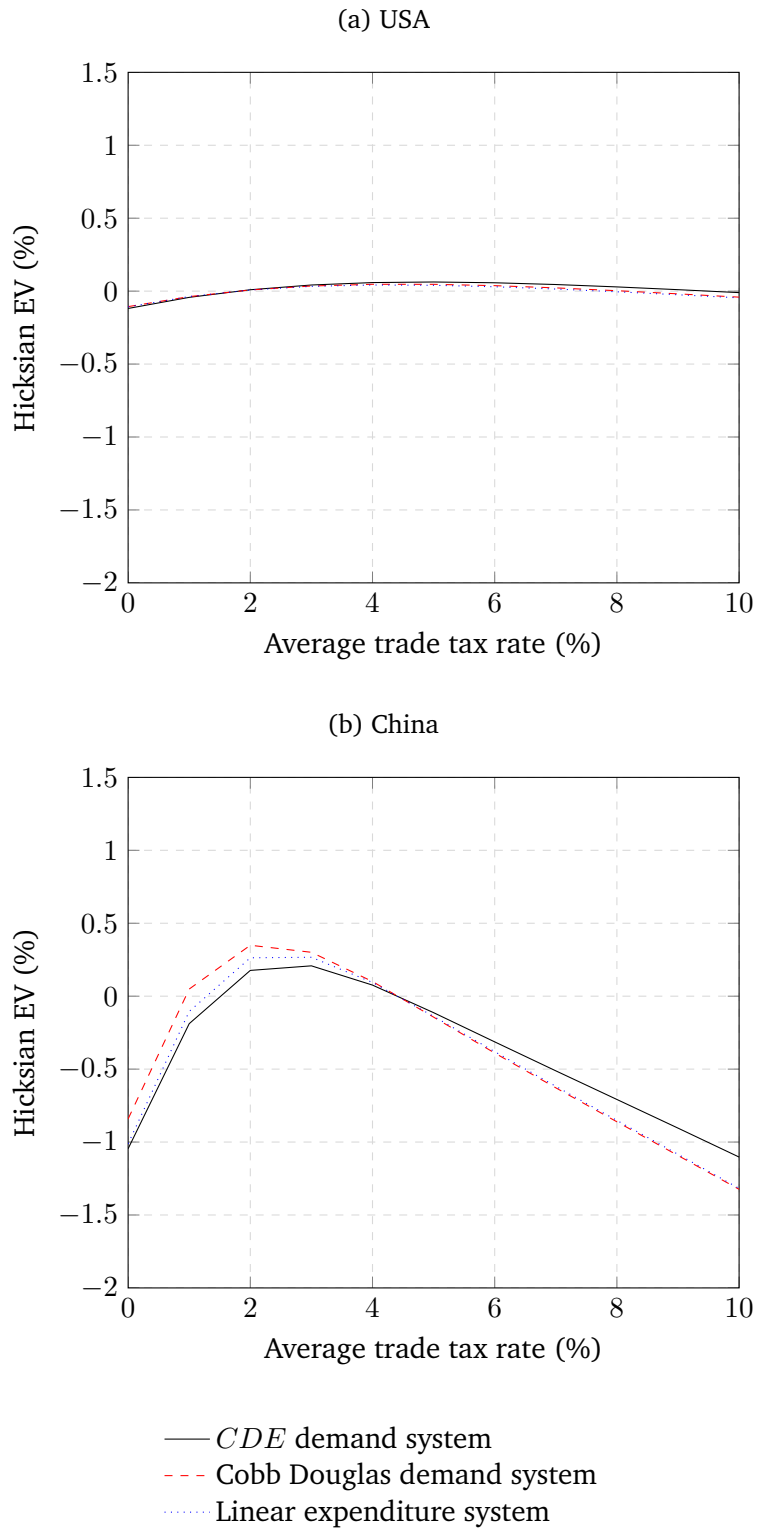 (a) USA
1.5
1
0.5
0
−0.5
−1
−1.5
−2
Hicksian EV (%)
0 2 4 6 8 10
Average trade tax rate (%)
(b) China
1.5
1
0.5
0
−0.5
−1
−1.5
−2
Hicksian EV (%)
0 2 4 6 8 10
Average trade tax rate (%)
CDE demand system
Cobb Douglas demand system
Linear expenditure system